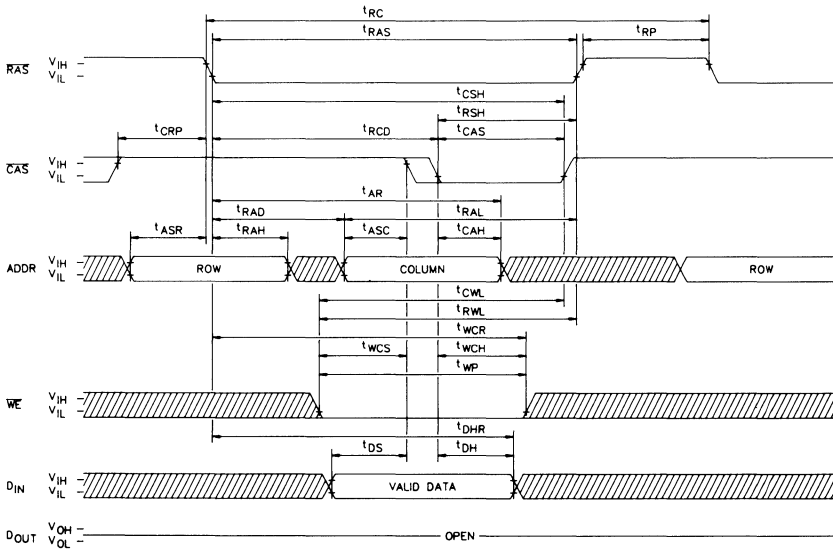 tRC
tRAS tRP
RAS VIH
VIL
tCSH
tRSH
tCRP tRCD tCAS
CAS VIH
VIL
tAR
tRAD tRAL
tASR tRAH tASC tCAH
ADDR VIH
VIL
ROW COLUMN ROW
tCWL
tRWL
tWCR
tWCS tWCH
tWP
WE VIH
VIL
tDHR
tDS tDH
DIN VIH
VIL
VALID DATA
DOUT VOH
VOL
OPEN